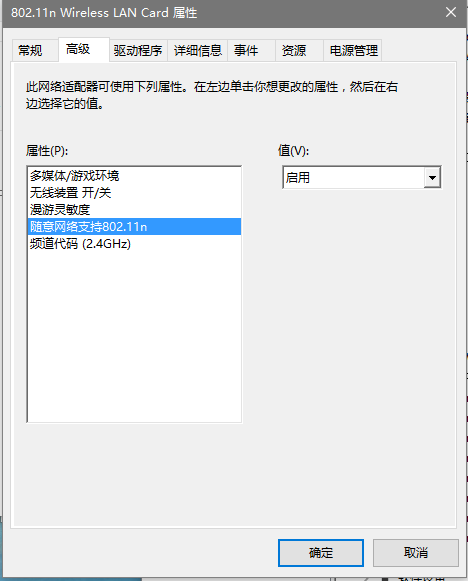 802.11n Wireless LAN Card 属性
常规 高级 驱动程序 详细信息 事件 资源 电源管理
此网络适配器可使用下列属性。在左边单击你想更改的属性，然后在右
边选择它的值。
属性(P): 值(V):
多媒体/游戏环境 启用
无线装置 开/关
漫游灵敏度
随意网络支持802.11n
频道代码 (2.4GHz)
确定 取消